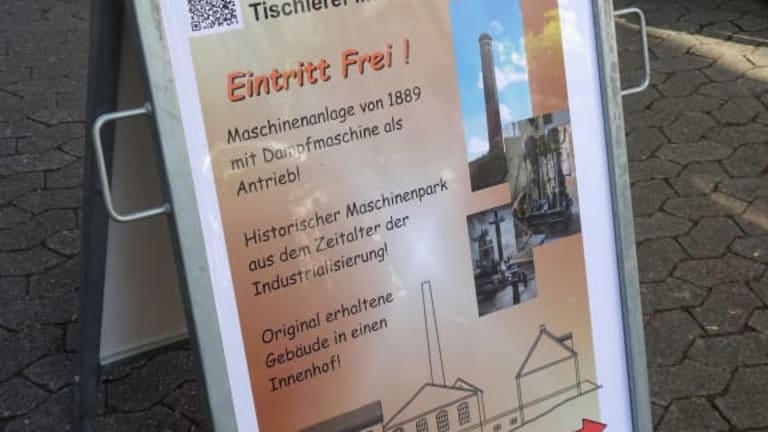 Tischlerei
Eintritt Frei !
Maschinenanlage von 1889
mit Dampfmaschine als
Antrieb!
Historischer Maschinenpark
aus dem Zeitalter der
Industrialisierung!
Original erhaltene
Gebäude in einen
Innenhof!